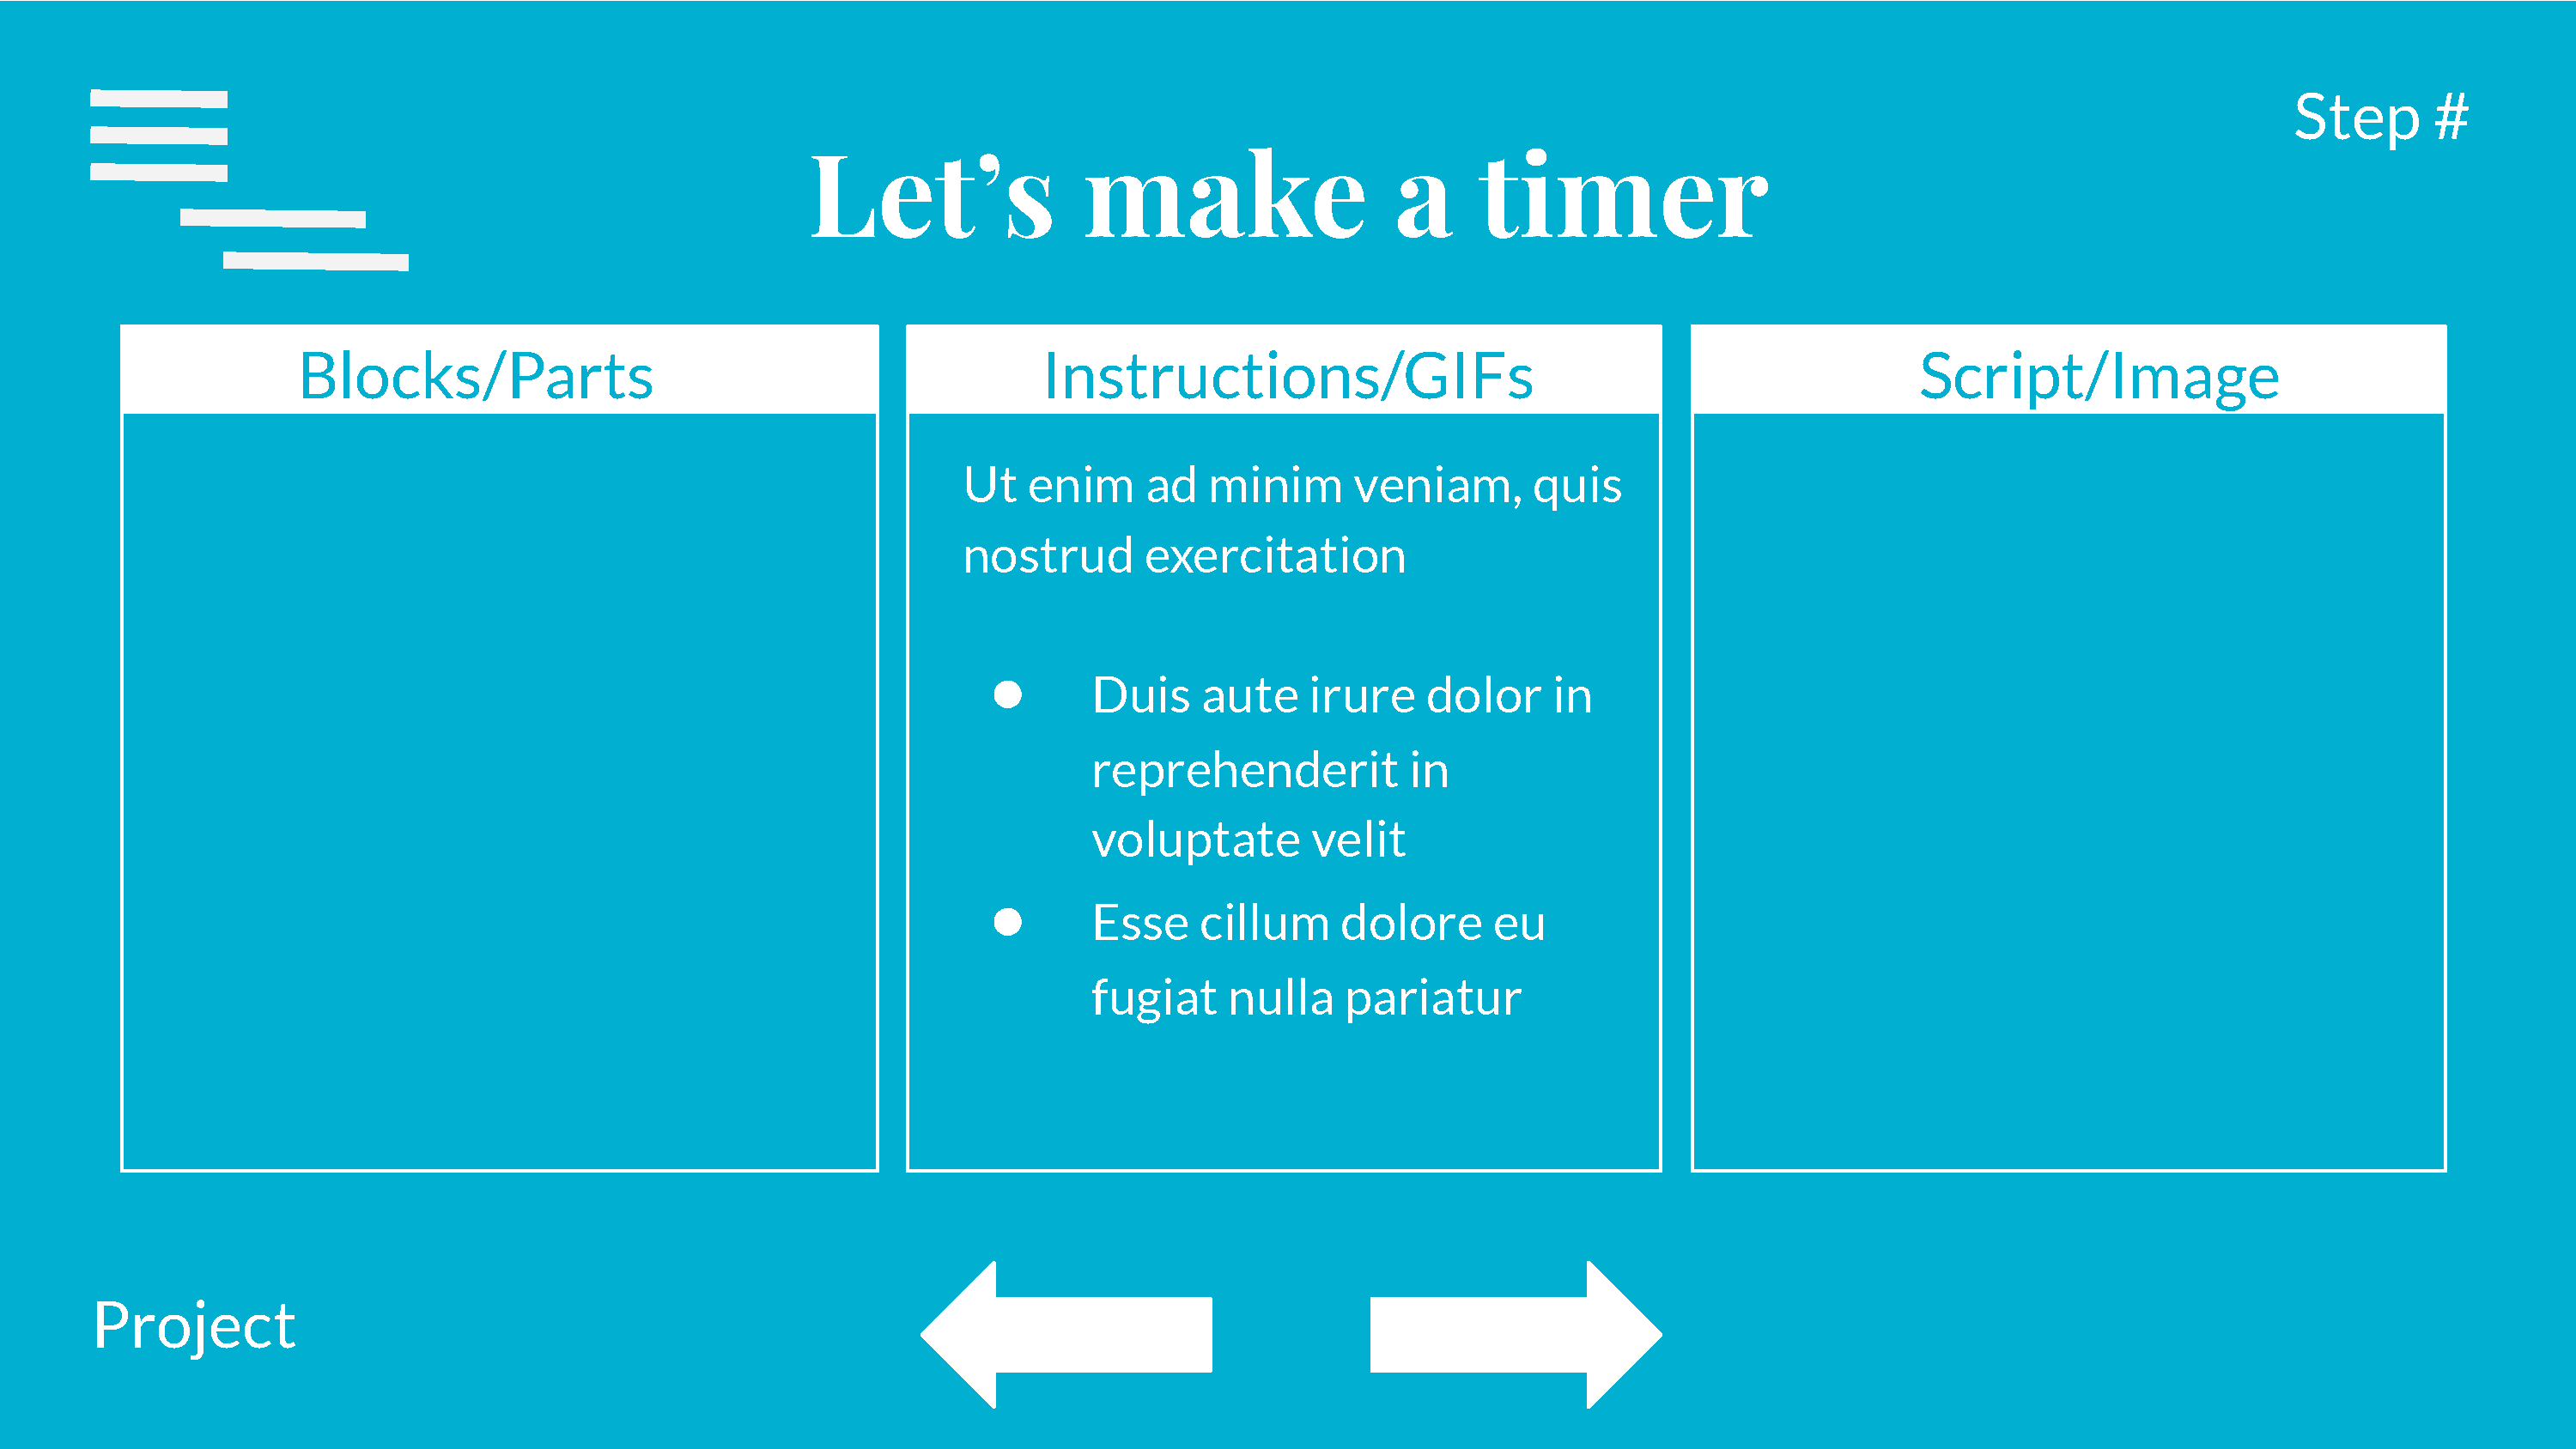 Step #
Let’s make a timer
Blocks/Parts
Instructions/GIFs
Script/Image
Ut enim ad minim veniam, quis
nostrud exercitation
● Duis aute irure dolor in
reprehenderit in
voluptate velit
● Esse cillum dolore eu
fugiat nulla pariatur
Project